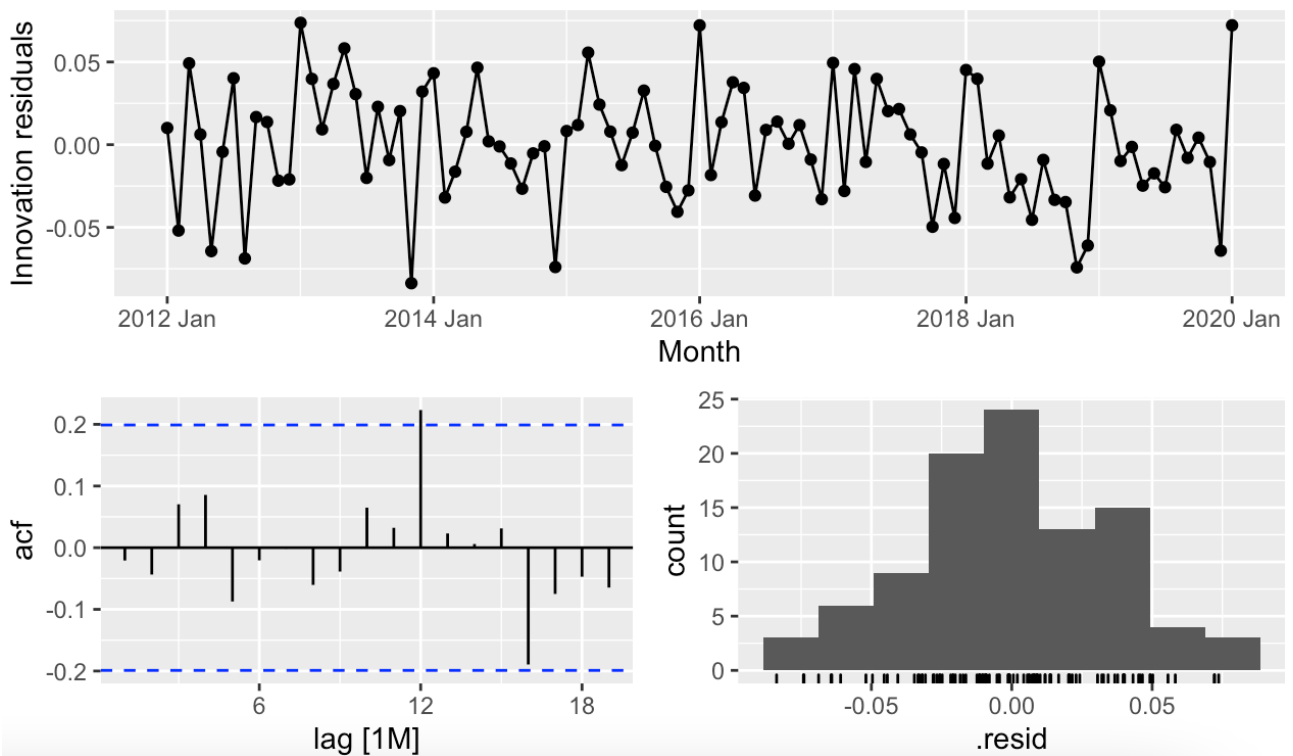 Innovation residuals
0.05
0.00
-0.05
2012 Jan
2014 Jan
2016 Jan
2018 Jan
2020 Jan
Month
acf
0.2
0.1
0.0
-0.1
-0.2
6
12
18
lag [1M]
count
25
20
15
10
5
0
-0.05
0.00
0.05
.resid